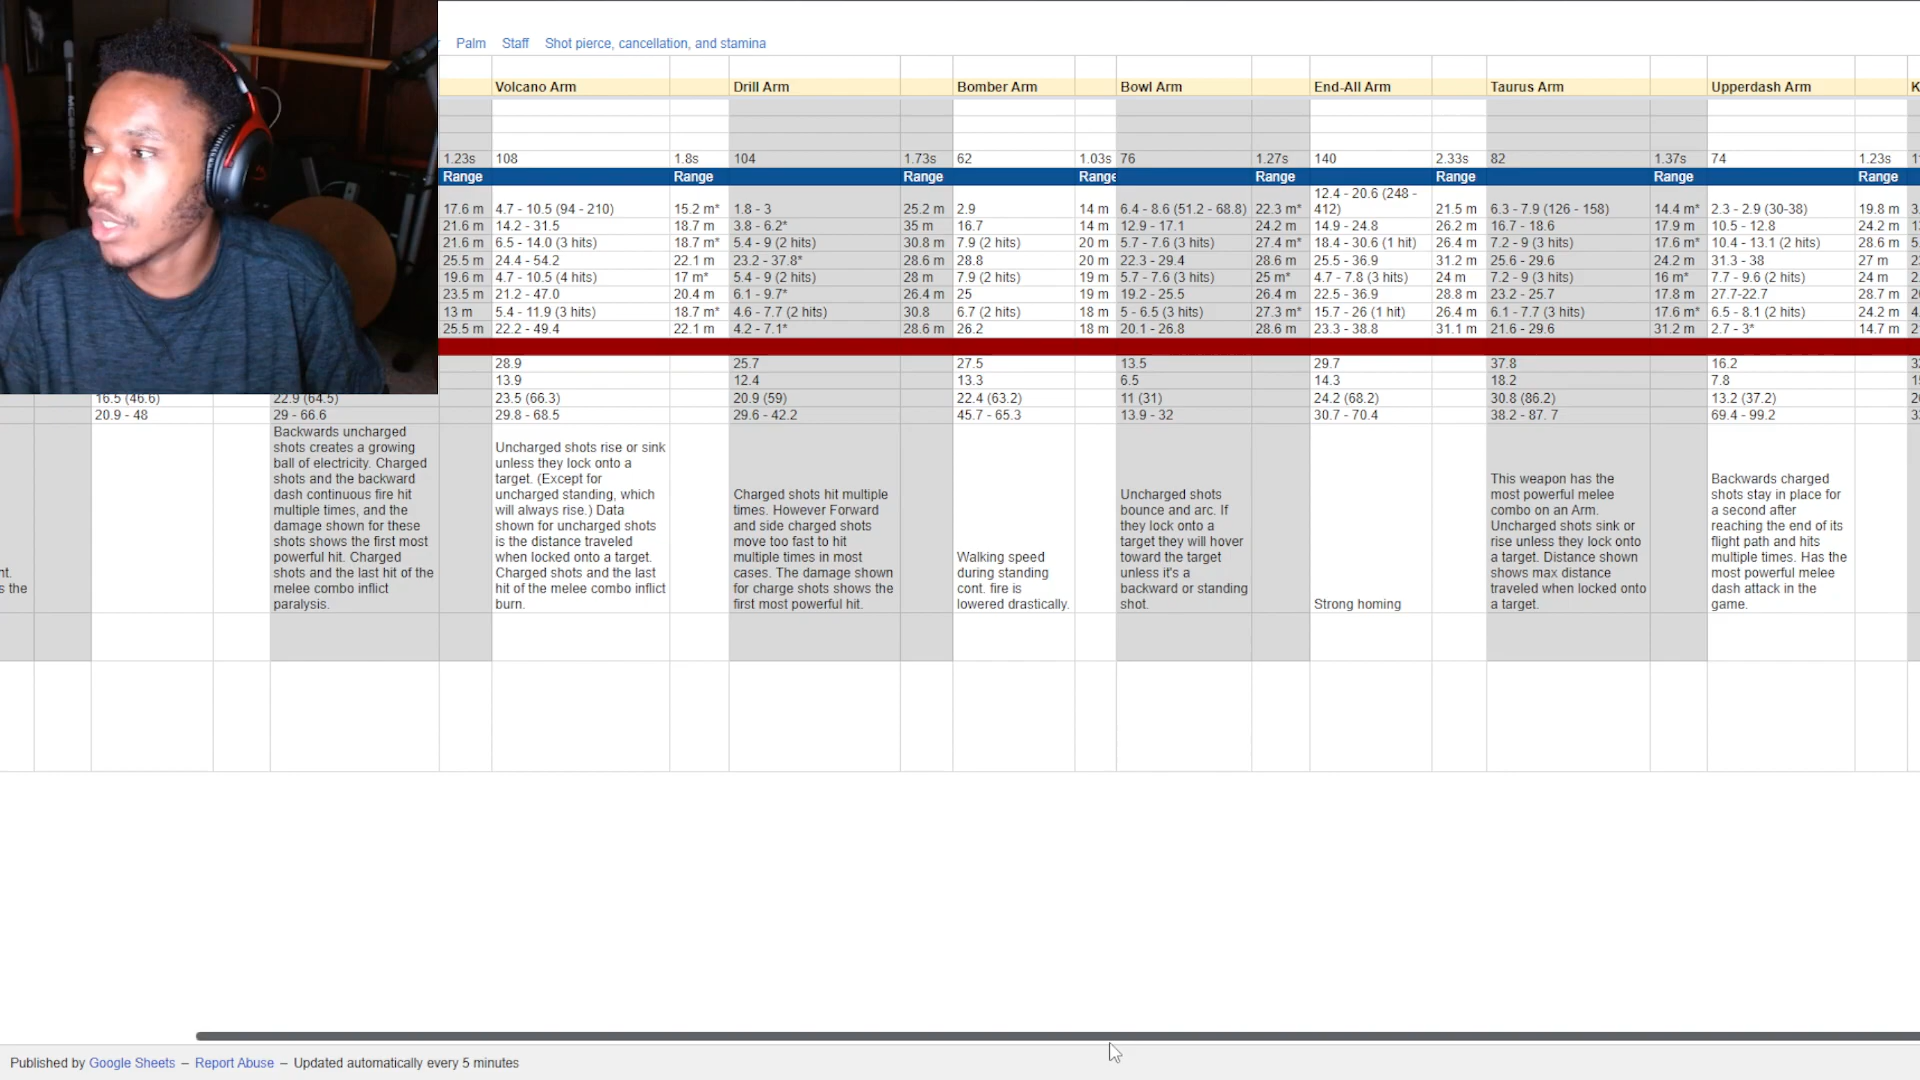 Palm Staff Shot pierce, cancellation, and stamina
Volcano Arm Drill Arm Bomber Arm Bowl Arm End-All Arm Taurus Arm Upperdash Arm K
1.23s 108 1.8s 104 1.73s 62 1.03s 76 1.27s 140 2.33s 82 1.37s 74 1.23s
Range Range Range Range Range Range Range Range
12.4 - 20.6 (248 -
17.6 m 4.7 - 10.5 (94 - 210) 15.2 m* 1.8 - 3 25.2 m 2.9 14 m 6.4 - 8.6 (51.2 - 68.8) 22.3 m* 412) 21.5 m 6.3 - 7.9 (126 - 158) 14.4 m* 2.3 - 2.9 (30-38) 19.8 m
21.6 m 14.2 - 31.5 18.7 m 3.8 - 6.2* 35 m 16.7 14 m 12.9 - 17.1 24.2 m 14.9 - 24.8 26.2 m 16.7 - 18.6 17.9 m 10.5 - 12.8 24.2 m
21.6 m 6.5 - 14.0 (3 hits) 18.7 m* 5.4 - 9 (2 hits) 30.8 m 7.9 (2 hits) 20 m 5.7 - 7.6 (3 hits) 27.4 m* 18.4 - 30.6 (1 hit) 26.4 m 7.2 - 9 (3 hits) 17.6 m* 10.4 - 13.1 (2 hits) 28.6 m
25.5 m 24.4 - 54.2 22.1 m 23.2 - 37.8* 28.6 m 28.8 20 m 22.3 - 29.4 28.6 m 25.5 - 36.9 31.2 m 25.6 - 29.6 24.2 m 31.3 - 38 27 m
19.6 m 4.7 - 10.5 (4 hits) 17 m* 5.4 - 9 (2 hits) 28 m 7.9 (2 hits) 19 m 5.7 - 7.6 (3 hits) 25 m* 4.7 - 7.8 (3 hits) 24 m 7.2 - 9 (3 hits) 16 m* 7.7 - 9.6 (2 hits) 24 m
23.5 m 21.2 - 47.0 20.4 m 6.1 - 9.7* 26.4 m 25 19 m 19.2 - 25.5 26.4 m 22.5 - 36.9 28.8 m 23.2 - 25.7 17.8 m 27.7-22.7 28.7 m
13 m 5.4 - 11.9 (3 hits) 18.7 m* 4.6 - 7.7 (2 hits) 30.8 6.7 (2 hits) 18 m 5 - 6.5 (3 hits) 27.3 m* 15.7 - 26 (1 hit) 26.4 m 6.1 - 7.7 (3 hits) 17.6 m* 6.5 - 8.1 (2 hits) 24.2 m
25.5 m 22.2 - 49.4 22.1 m 4.2 - 7.1* 28.6 m 26.2 18 m 20.1 - 26.8 28.6 m 23.3 - 38.8 31.1 m 21.6 - 29.6 31.2 m 2.7 - 3* 14.7 m
28.9 25.7 27.5 13.5 29.7 37.8 16.2
13.9 12.4 13.3 6.5 14.3 18.2 7.8
16.5 (46.6) 22.9 (64.5) 23.5 (66.3) 20.9 (59) 22.4 (63.2) 11 (31) 24.2 (68.2) 30.8 (86.2) 13.2 (37.2)
20.9 - 48 29 - 66.6 29.8 - 68.5 29.6 - 42.2 45.7 - 65.3 13.9 - 32 30.7 - 70.4 38.2 - 87. 7 69.4 - 99.2
nt.
s the
Backwards uncharged
shots creates a growing
ball of electricity. Charged
shots and the backward
dash continuous fire hit
multiple times, and the
damage shown for these
shots shows the first most
powerful hit. Charged
shots and the last hit of the
melee combo inflict
paralysis.
Uncharged shots rise or sink
unless they lock onto a
target. (Except for
uncharged standing, which
will always rise.) Data
shown for uncharged shots
is the distance traveled
when locked onto a target.
Charged shots and the last
hit of the melee combo inflict
burn.
Charged shots hit multiple
times. However Forward
and side charged shots
move too fast to hit
multiple times in most
cases. The damage shown
for charge shots shows the
first most powerful hit.
Walking speed
during standing
cont. fire is
lowered drastically.
Uncharged shots
bounce and arc. If
they lock onto a
target they will hover
toward the target
unless it's a
backward or standing
shot.
Strong homing
This weapon has the
most powerful melee
combo on an Arm.
Uncharged shots sink or
rise unless they lock onto
a target. Distance shown
shows max distance
traveled when locked onto
a target.
Backwards charged
shots stay in place for
a second after
reaching the end of its
flight path and hits
multiple times. Has the
most powerful melee
dash attack in the
game.
Published by Google Sheets – Report Abuse – Updated automatically every 5 minutes